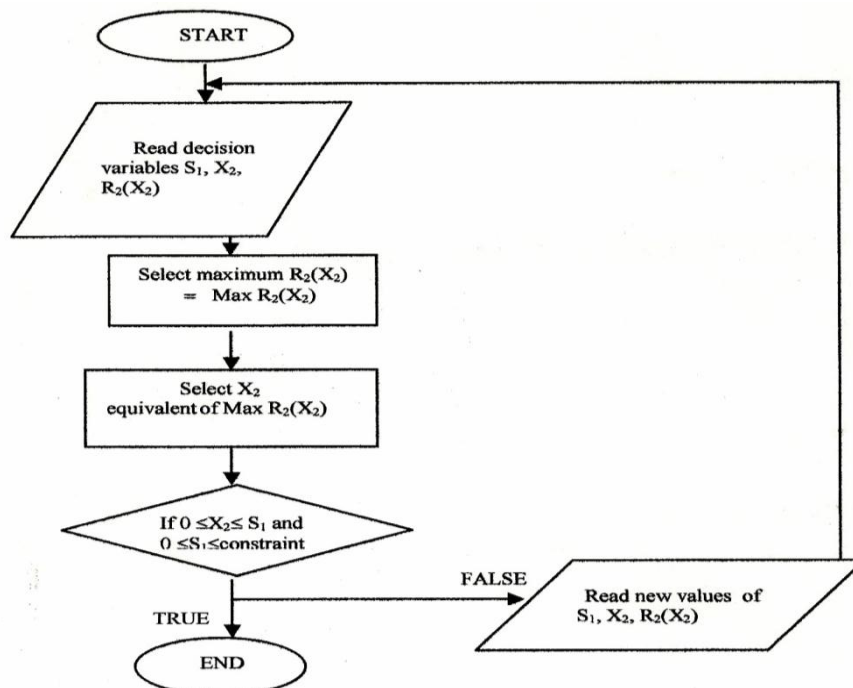 START
Read decision
variables S₁, X₂,
R₂(X₂)
Select maximum R₂(X₂)
= Max R₂(X₂)
Select X₂
equivalent of Max R₂(X₂)
If 0 ≤X₂≤ S₁ and
0 ≤S₁≤constraint
FALSE
Read new values of
S₁, X₂, R₂(X₂)
TRUE
END